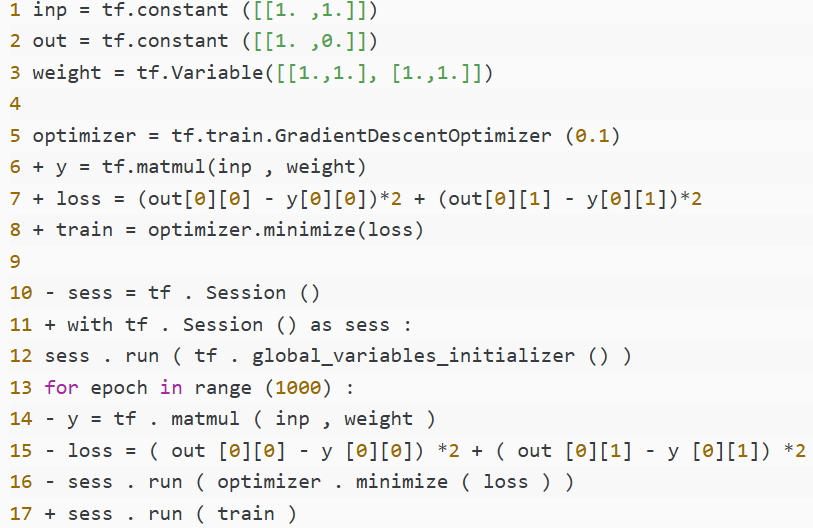 1 inp = tf.constant ([[1. ,1.]])
2 out = tf.constant ([[1. ,0.]])
3 weight = tf.Variable([[1.,1.], [1.,1.]])
4
5 optimizer = tf.train.GradientDescentOptimizer (0.1)
6 + y = tf.matmul(inp , weight)
7 + loss = (out[0][0] - y[0][0])*2 + (out[0][1] - y[0][1])*2
8 + train = optimizer.minimize(loss)
9
10 - sess = tf . Session ()
11 + with tf . Session () as sess :
12 sess . run ( tf . global_variables_initializer () )
13 for epoch in range (1000) :
14 - y = tf . matmul ( inp , weight )
15 - loss = ( out [0][0] - y [0][0]) *2 + ( out [0][1] - y [0][1]) *2
16 - sess . run ( optimizer . minimize ( loss ) )
17 + sess . run ( train )